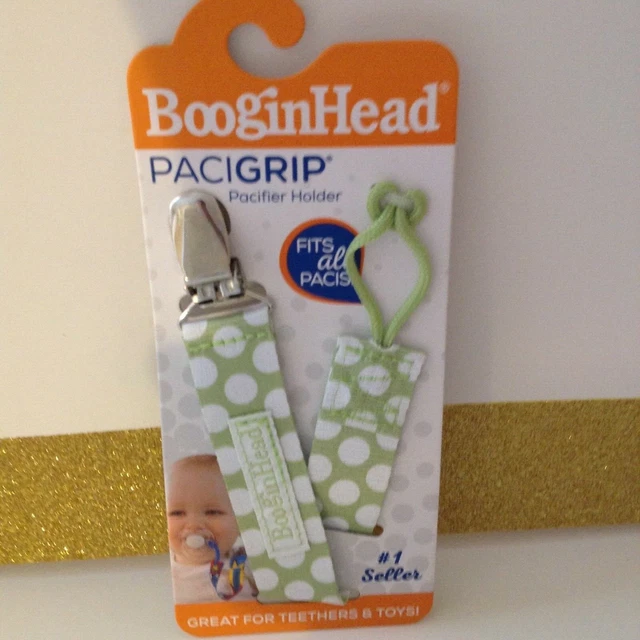 BooginHead®
PACIGRIP®
Pacifier Holder
FITS
all
PACIS
BooginHead
#1
Seller
GREAT FOR TEETHERS & TOYS!